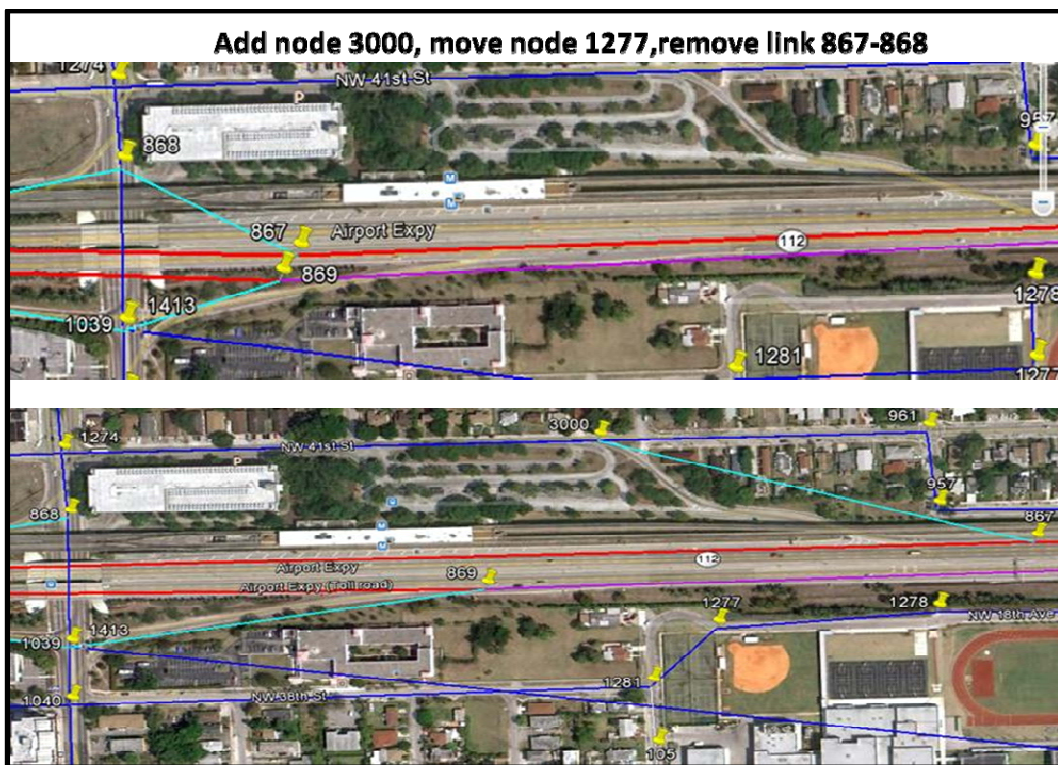 Add node 3000, move node 1277,remove link 867-868
1274
NW 41st St
P
957
868
M
M
867
Airport Expy
112
869
1278
1413
1039
1281
1277
3000
961
1274
NW 41st St
P
957
868
867
M
M
Airport Expy
112
869
Airport Expy (Toll road)
1277
1278
NW 18th Ave
1413
1039
1281
1040
NW 38th St
105